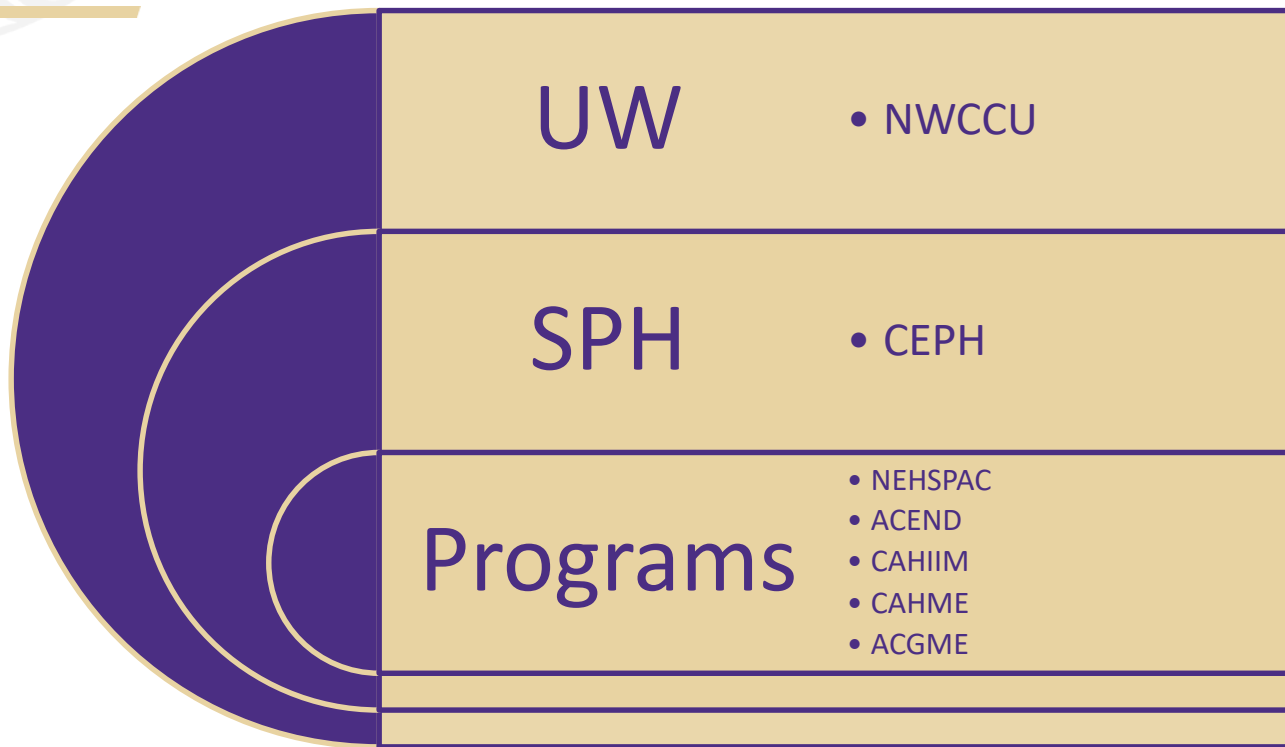 UW
• NWCCU
SPH
• CEPH
Programs
• NEHSPAC
• ACEND
• CAHIIM
• CAHME
• ACGME